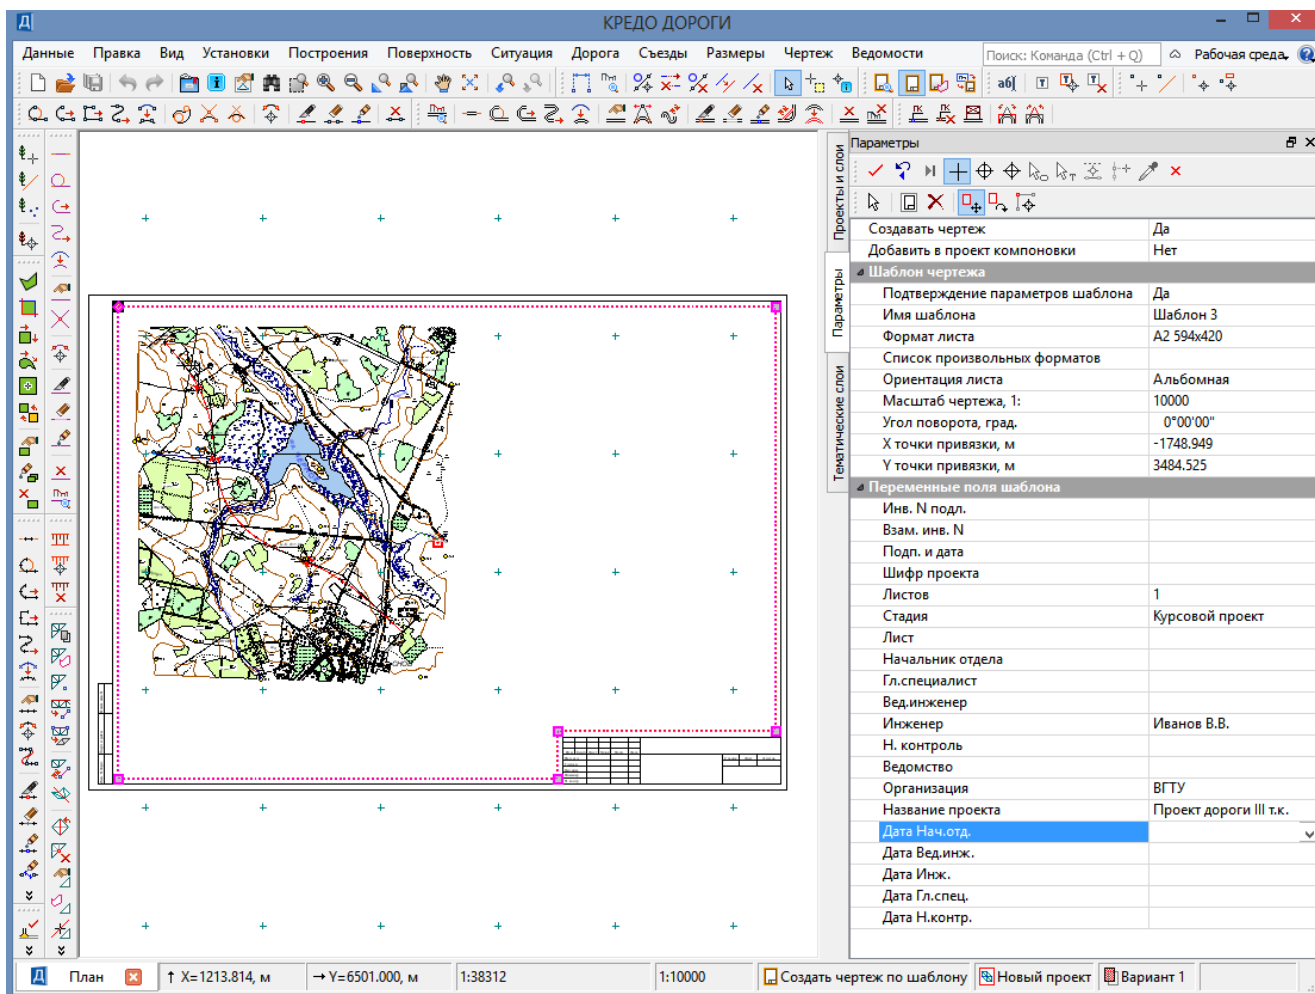 КРЕДО ДОРОГИ
Данные Правка Вид Установки Построения Поверхность Ситуация Дорога Съезды Размеры Чертеж Ведомости Поиск: Команда (Ctrl + Q) Рабочая среда
Параметры
Проекты и слои
Параметры
Тематические слои
Создавать чертеж Да
Добавить в проект компоновки Нет
Шаблон чертежа
Подтверждение параметров шаблона Да
Имя шаблона Шаблон 3
Формат листа А2 594x420
Список произвольных форматов
Ориентация листа Альбомная
Масштаб чертежа, 1: 10000
Угол поворота, град. 0°00'00"
X точки привязки, м -1748.949
Y точки привязки, м 3484.525
Переменные поля шаблона
Инв. N подл.
Взам. инв. N
Подп. и дата
Шифр проекта
Листов 1
Стадия Курсовой проект
Лист
Начальник отдела
Гл.специалист
Вед.инженер
Инженер Иванов В.В.
Н. контроль
Ведомство
Организация ВГТУ
Название проекта Проект дороги III т.к.
Дата Нач.отд.
Дата Вед.инж.
Дата Инж.
Дата Гл.спец.
Дата Н.контр.
План X=1213.814, м Y=6501.000, м 1:38312 1:10000 Создать чертеж по шаблону Новый проект Вариант 1